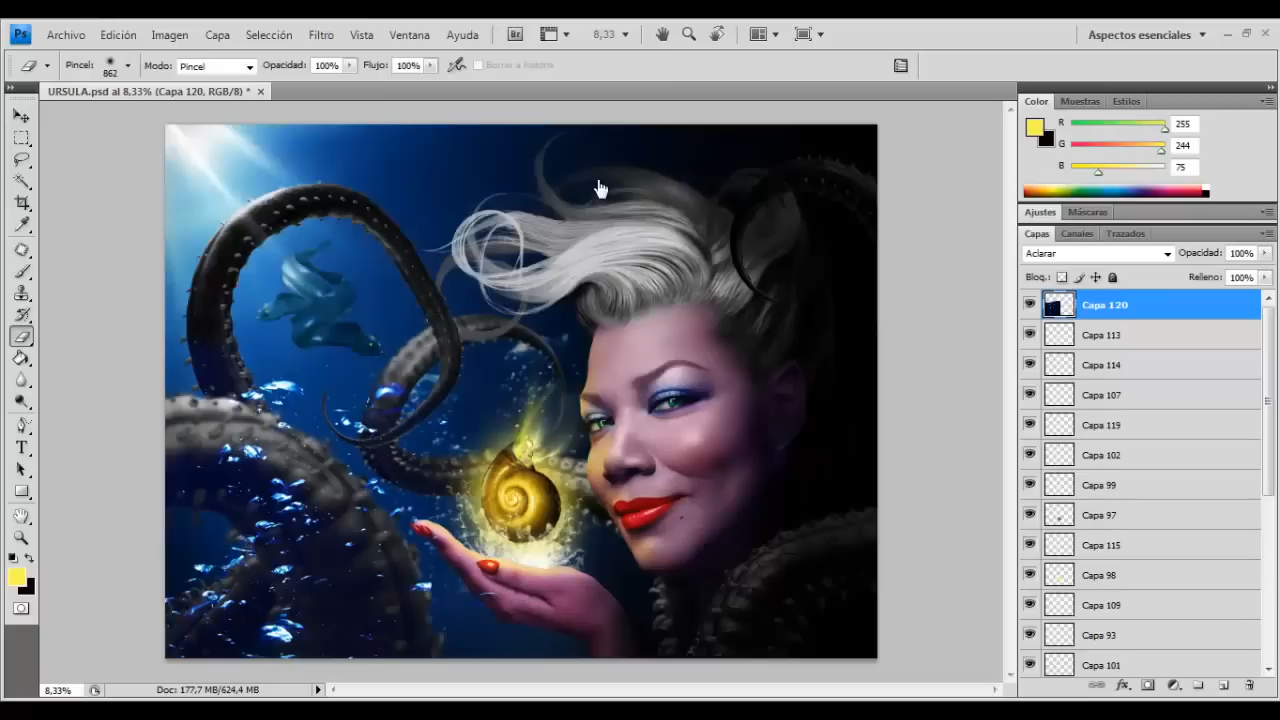 Ps Archivo Edición Imagen Capa Selección Filtro Vista Ventana Ayuda Br 8,33 Aspectos esenciales
Pincel: 862 Modo: Pincel Opacidad: 100% Flujo: 100% Borrar a historia
URSULA.psd al 8,33% (Capa 120, RGB/8) *
Color Muestras Estilos
R 255
G 244
B 75
Ajustes Máscaras
Capas Canales Trazados
Aclarar Opacidad: 100%
Bloq.: Relleno: 100%
Capa 120
Capa 113
Capa 114
Capa 107
Capa 119
Capa 102
Capa 99
Capa 97
Capa 115
Capa 98
Capa 109
Capa 93
Capa 101
8,33% Doc: 177,7 MB/624,4 MB